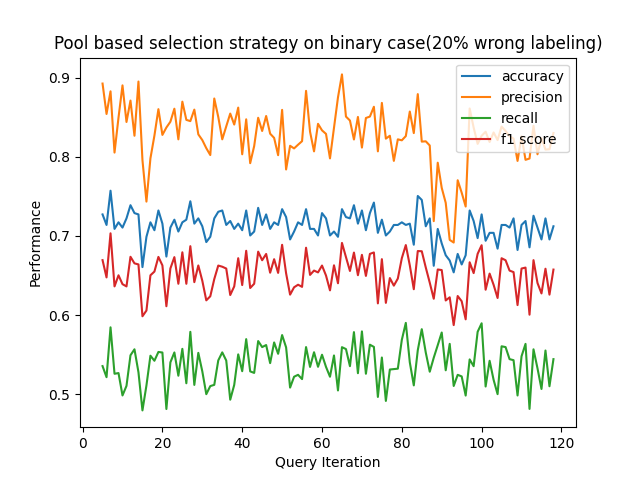 Pool based selection strategy on binary case(20% wrong labeling)
accuracy
precision
recall
f1 score
Performance
0.9
0.8
0.7
0.6
0.5
0 20 40 60 80 100 120
Query Iteration